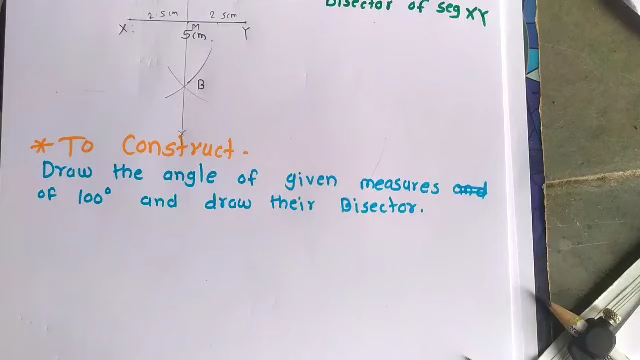 Bisector of seg XY
2.5cm 2.5cm
X M Y
5cm.
B
* To Construct.
Draw the angle of given measures and
of 100° and draw their Bisector.